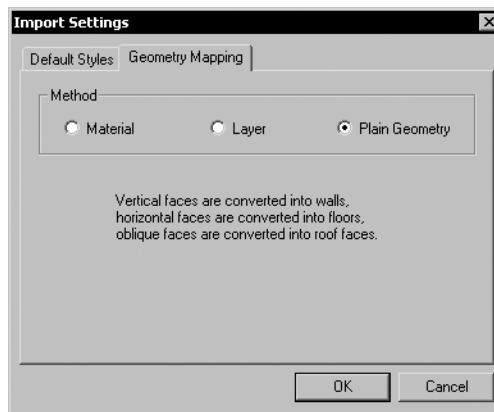 Import Settings
Default Styles Geometry Mapping
Method
Material Layer Plain Geometry
Vertical faces are converted into walls,
horizontal faces are converted into floors,
oblique faces are converted into roof faces.
OK Cancel